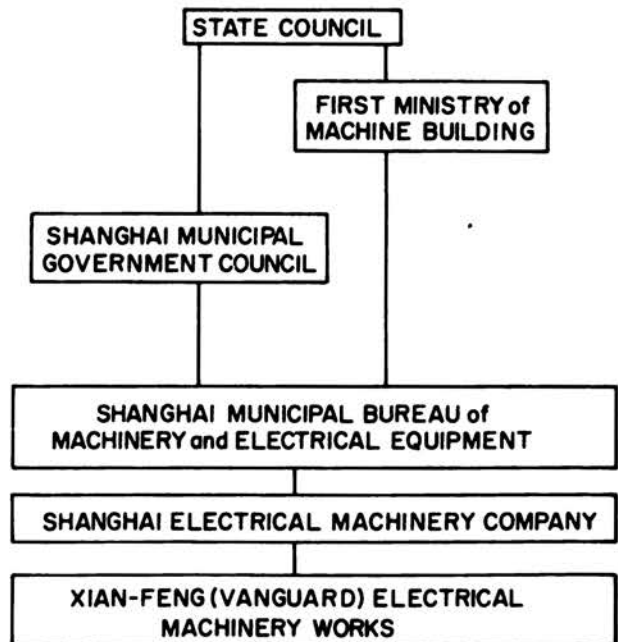 STATE COUNCIL
FIRST MINISTRY of
MACHINE BUILDING
SHANGHAI MUNICIPAL
GOVERNMENT COUNCIL
SHANGHAI MUNICIPAL BUREAU of
MACHINERY and ELECTRICAL EQUIPMENT
SHANGHAI ELECTRICAL MACHINERY COMPANY
XIAN-FENG (VANGUARD) ELECTRICAL
MACHINERY WORKS